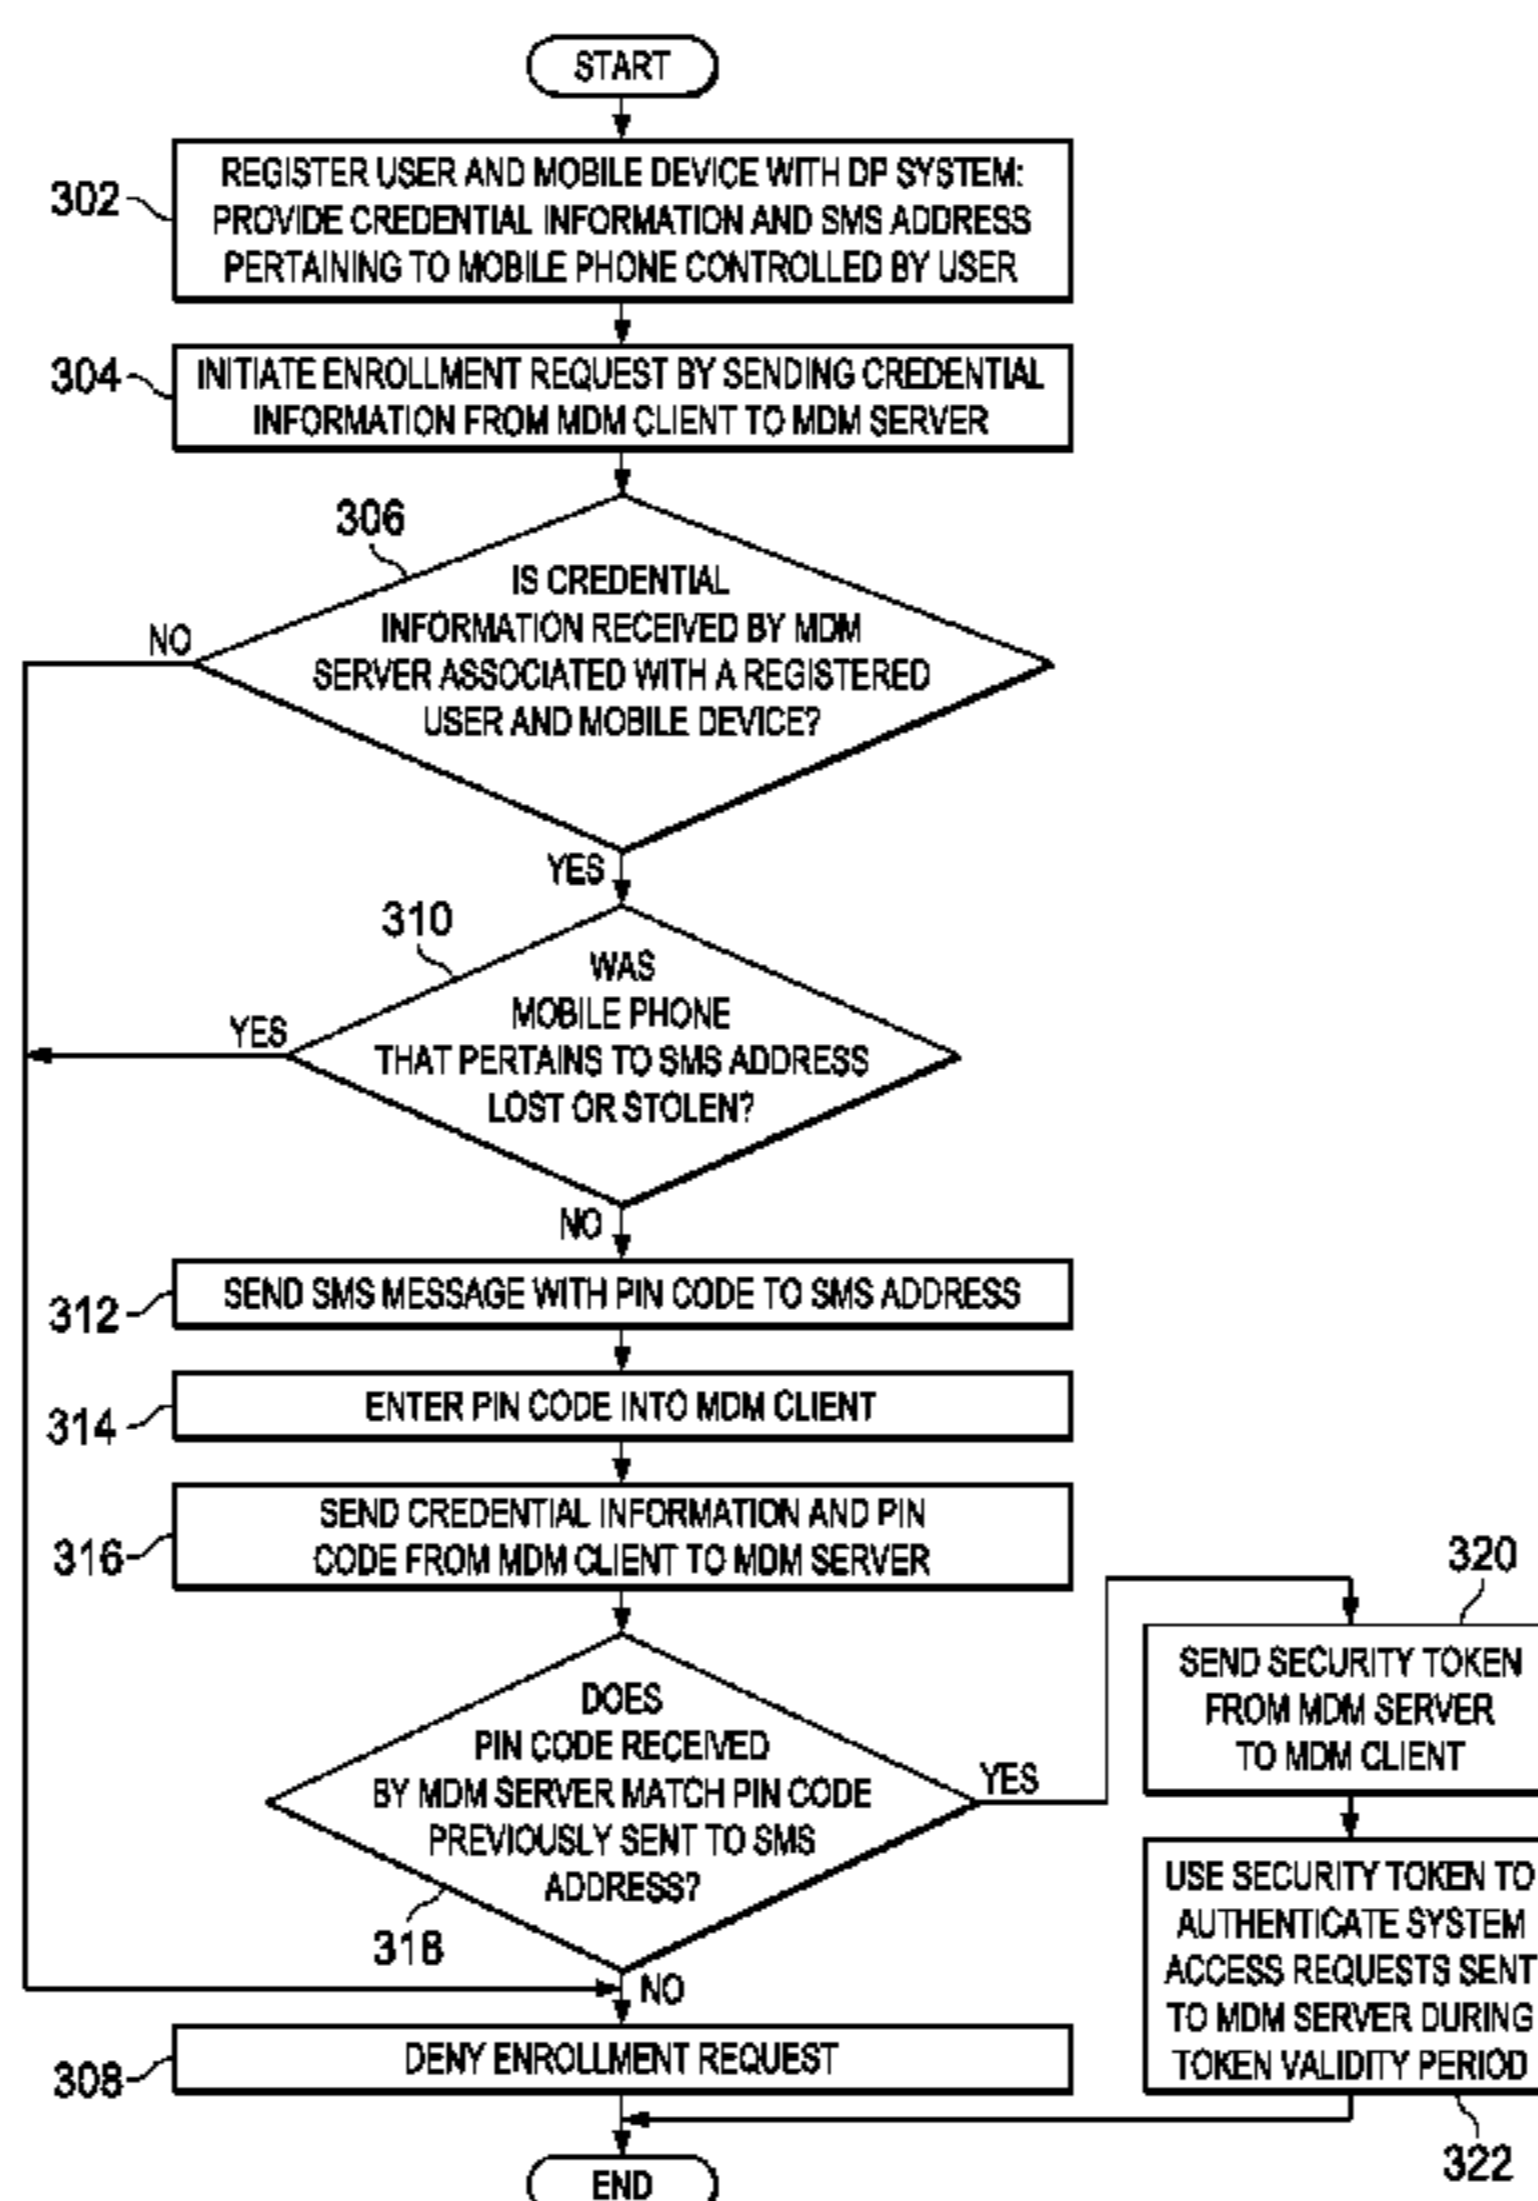 START
302
REGISTER USER AND MOBILE DEVICE WITH DP SYSTEM:
PROVIDE CREDENTIAL INFORMATION AND SMS ADDRESS
PERTAINING TO MOBILE PHONE CONTROLLED BY USER
304
INITIATE ENROLLMENT REQUEST BY SENDING CREDENTIAL
INFORMATION FROM MDM CLIENT TO MDM SERVER
306
IS CREDENTIAL
INFORMATION RECEIVED BY MDM
SERVER ASSOCIATED WITH A REGISTERED
USER AND MOBILE DEVICE?
NO
YES
310
WAS
MOBILE PHONE
THAT PERTAINS TO SMS ADDRESS
LOST OR STOLEN?
YES
NO
312
SEND SMS MESSAGE WITH PIN CODE TO SMS ADDRESS
314
ENTER PIN CODE INTO MDM CLIENT
316
SEND CREDENTIAL INFORMATION AND PIN
CODE FROM MDM CLIENT TO MDM SERVER
DOES
PIN CODE RECEIVED
BY MDM SERVER MATCH PIN CODE
PREVIOUSLY SENT TO SMS
ADDRESS?
318
YES
NO
320
SEND SECURITY TOKEN
FROM MDM SERVER
TO MDM CLIENT
USE SECURITY TOKEN TO
AUTHENTICATE SYSTEM
ACCESS REQUESTS SENT
TO MDM SERVER DURING
TOKEN VALIDITY PERIOD
322
308
DENY ENROLLMENT REQUEST
END